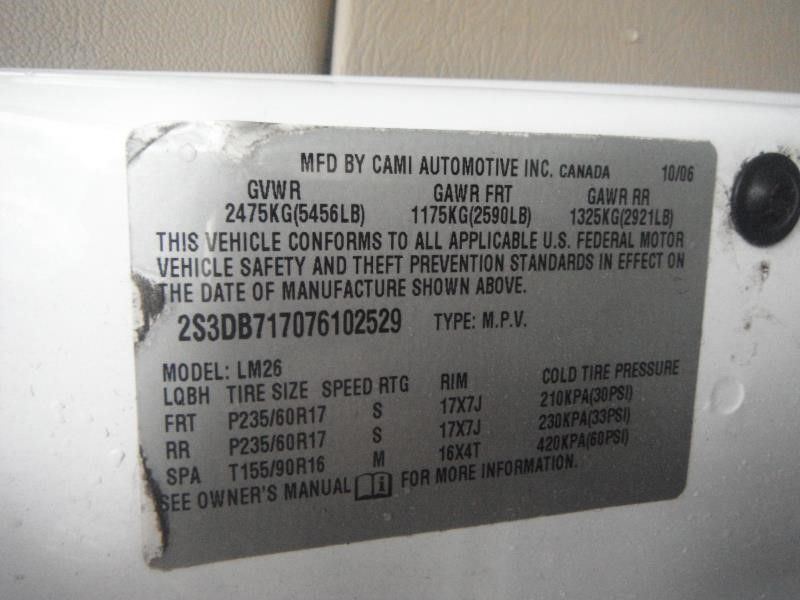 MFD BY CAMI AUTOMOTIVE INC. CANADA 10/06
GVWR GAWR FRT GAWR RR
2475KG(5456LB) 1175KG(2590LB) 1325KG(2921LB)
THIS VEHICLE CONFORMS TO ALL APPLICABLE U.S. FEDERAL MOTOR
VEHICLE SAFETY AND THEFT PREVENTION STANDARDS IN EFFECT ON
THE DATE OF MANUFACTURE SHOWN ABOVE.
2S3DB717076102529 TYPE: M.P.V.
MODEL: LM26
LQBH TIRE SIZE SPEED RTG RIM COLD TIRE PRESSURE
FRT P235/60R17 S 17X7J 210KPA(30PSI)
RR P235/60R17 S 17X7J 230KPA(33PSI)
SPA T155/90R16 M 16X4T 420KPA(60PSI)
SEE OWNER'S MANUAL FOR MORE INFORMATION.